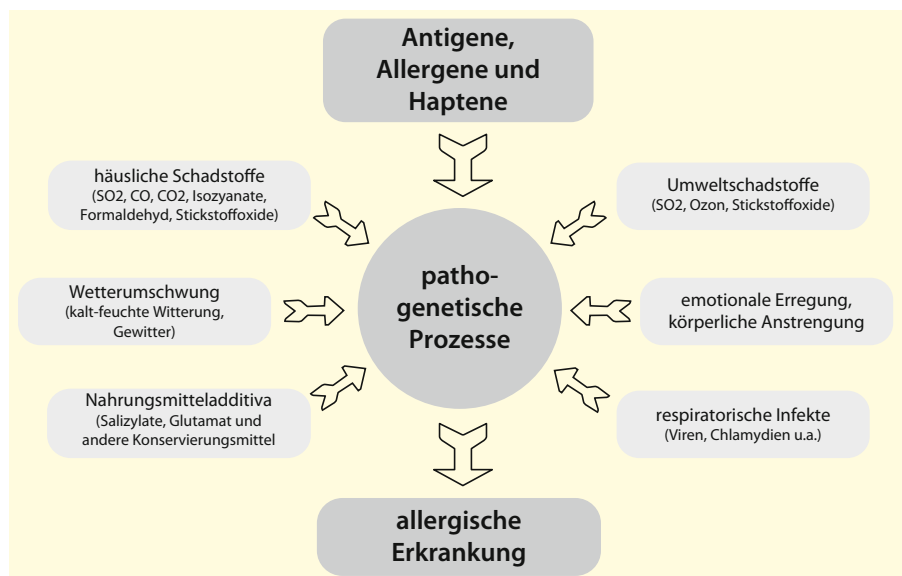 Antigene,
Allergene und
Haptene
häusliche Schadstoffe
(SO2, CO, CO2, Isozyanate,
Formaldehyd, Stickstoffoxide)
Umweltschadstoffe
(SO2, Ozon, Stickstoffoxide)
Wetterumschwung
(kalt-feuchte Witterung,
Gewitter)
patho-
genetische
Prozesse
emotionale Erregung,
körperliche Anstrengung
Nahrungsmitteladditiva
(Salizylate, Glutamat und
andere Konservierungsmittel
respiratorische Infekte
(Viren, Chlamydien u.a.)
allergische
Erkrankung